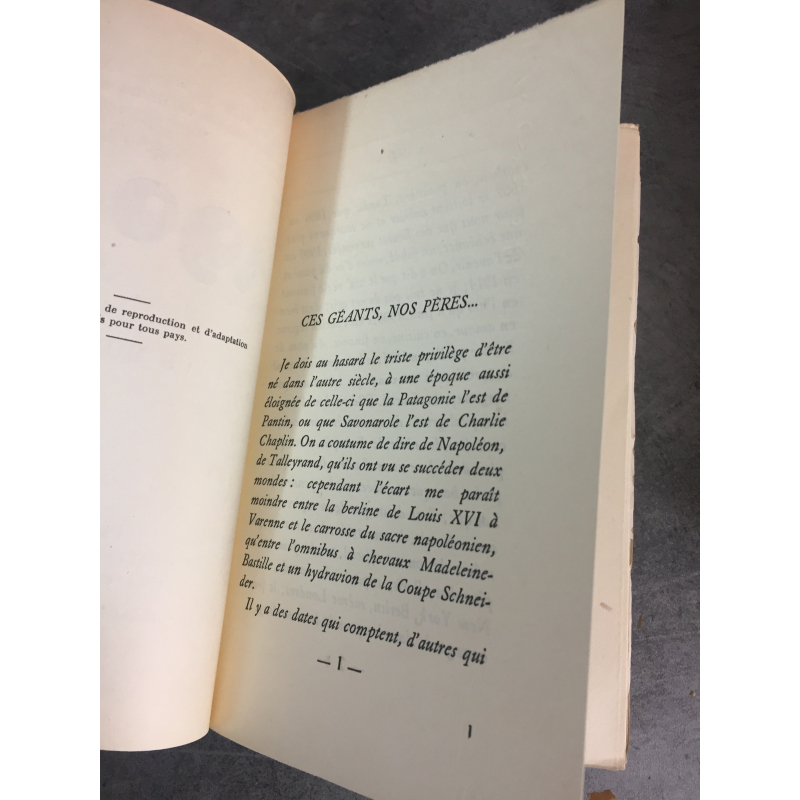 de reproduction et d'adaptation
pour tous pays.
CES GÉANTS, NOS PÈRES...
Je dois au hasard le triste privilège d'être
né dans l'autre siècle, à une époque aussi
éloignée de celle-ci que la Patagonie l'est de
Pantin, ou que Savonarole l'est de Charlie
Chaplin. On a coutume de dire de Napoléon,
de Talleyrand, qu'ils ont vu se succéder deux
mondes : cependant l'écart me paraît
moindre entre la berline de Louis XVI à
Varenne et le carrosse du sacre napoléonien,
qu'entre l'omnibus à chevaux Madeleine-
Bastille et un hydravion de la Coupe Schnei-
der.
Il y a des dates qui comptent, d'autres qui
— 1 —
1